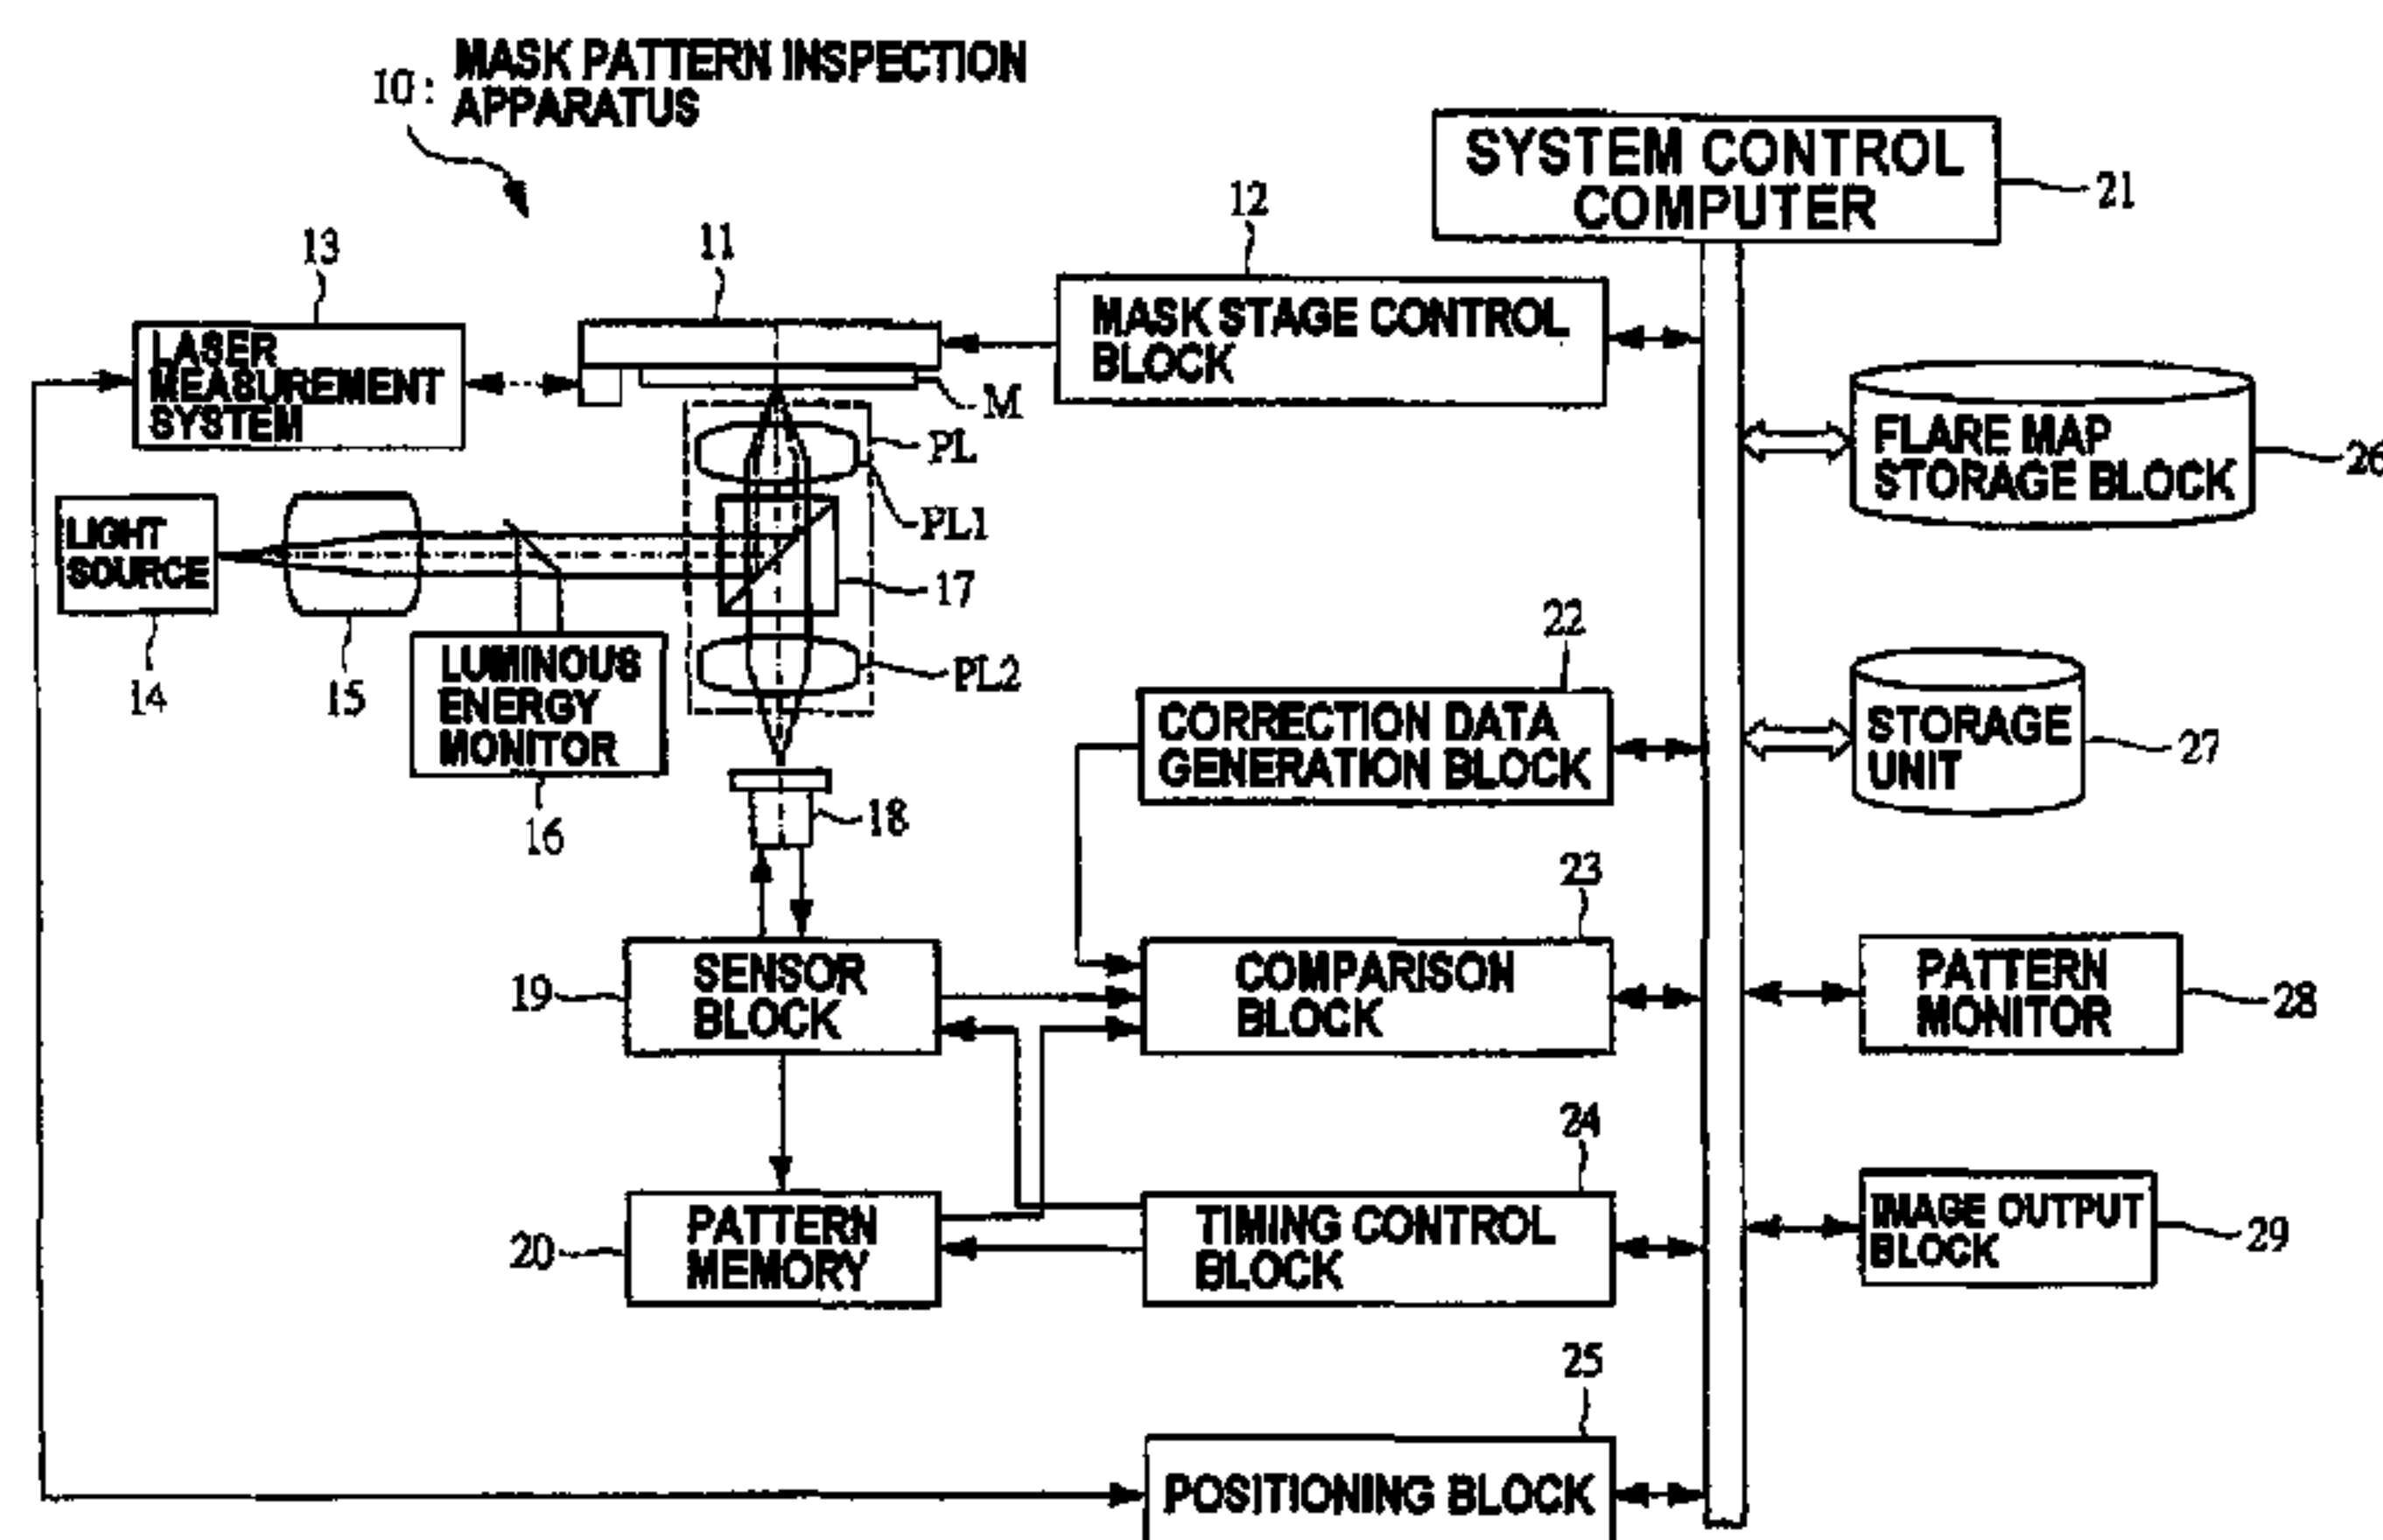 10: MASK PATTERN INSPECTION
APPARATUS
SYSTEM CONTROL
COMPUTER
21
12
13
11
MASK STAGE CONTROL
BLOCK
LASER
MEASUREMENT
SYSTEM
M
FLARE MAP
STORAGE BLOCK
26
PL
PL1
LIGHT
SOURCE
17
14
15
LUMINOUS
ENERGY
MONITOR
16
PL2
22
CORRECTION DATA
GENERATION BLOCK
STORAGE
UNIT
27
18
23
19
SENSOR
BLOCK
COMPARISON
BLOCK
PATTERN
MONITOR
28
24
20
PATTERN
MEMORY
TIMING CONTROL
BLOCK
IMAGE OUTPUT
BLOCK
29
25
POSITIONING BLOCK